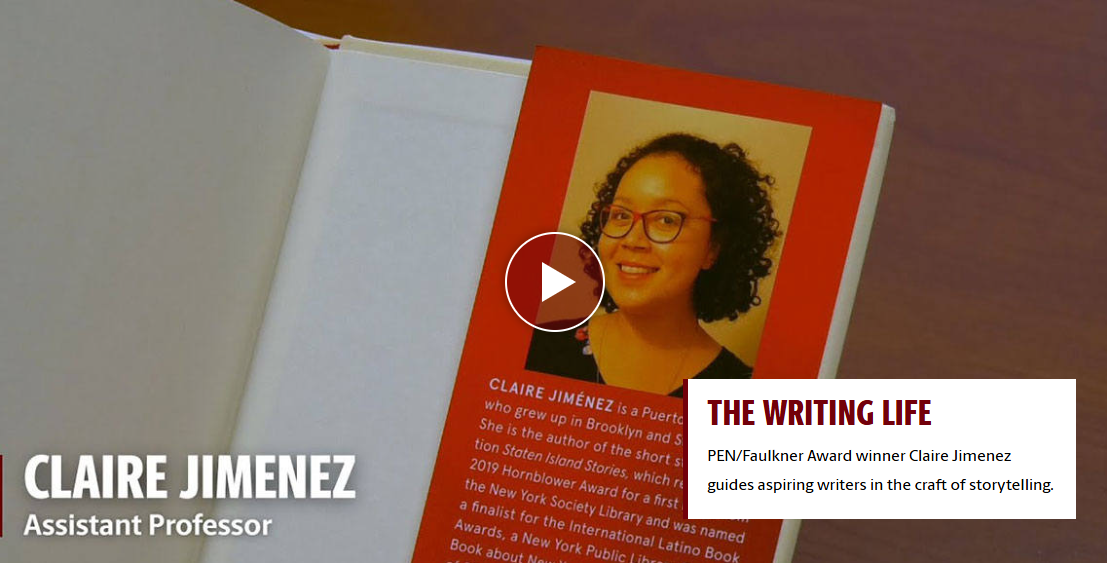 CLAIRE JIMÉNEZ is a Puerto
who grew up in Brooklyn and
She is the author of the short
tion Staten Island Stories, which
2019 Hornblower Award for a first
the New York Society Library and was named
a finalist for the International Latino Book
Awards, a New York Public
Book about New
CLAIRE JIMENEZ
Assistant Professor
THE WRITING LIFE
PEN/Faulkner Award winner Claire Jimenez
guides aspiring writers in the craft of storytelling.